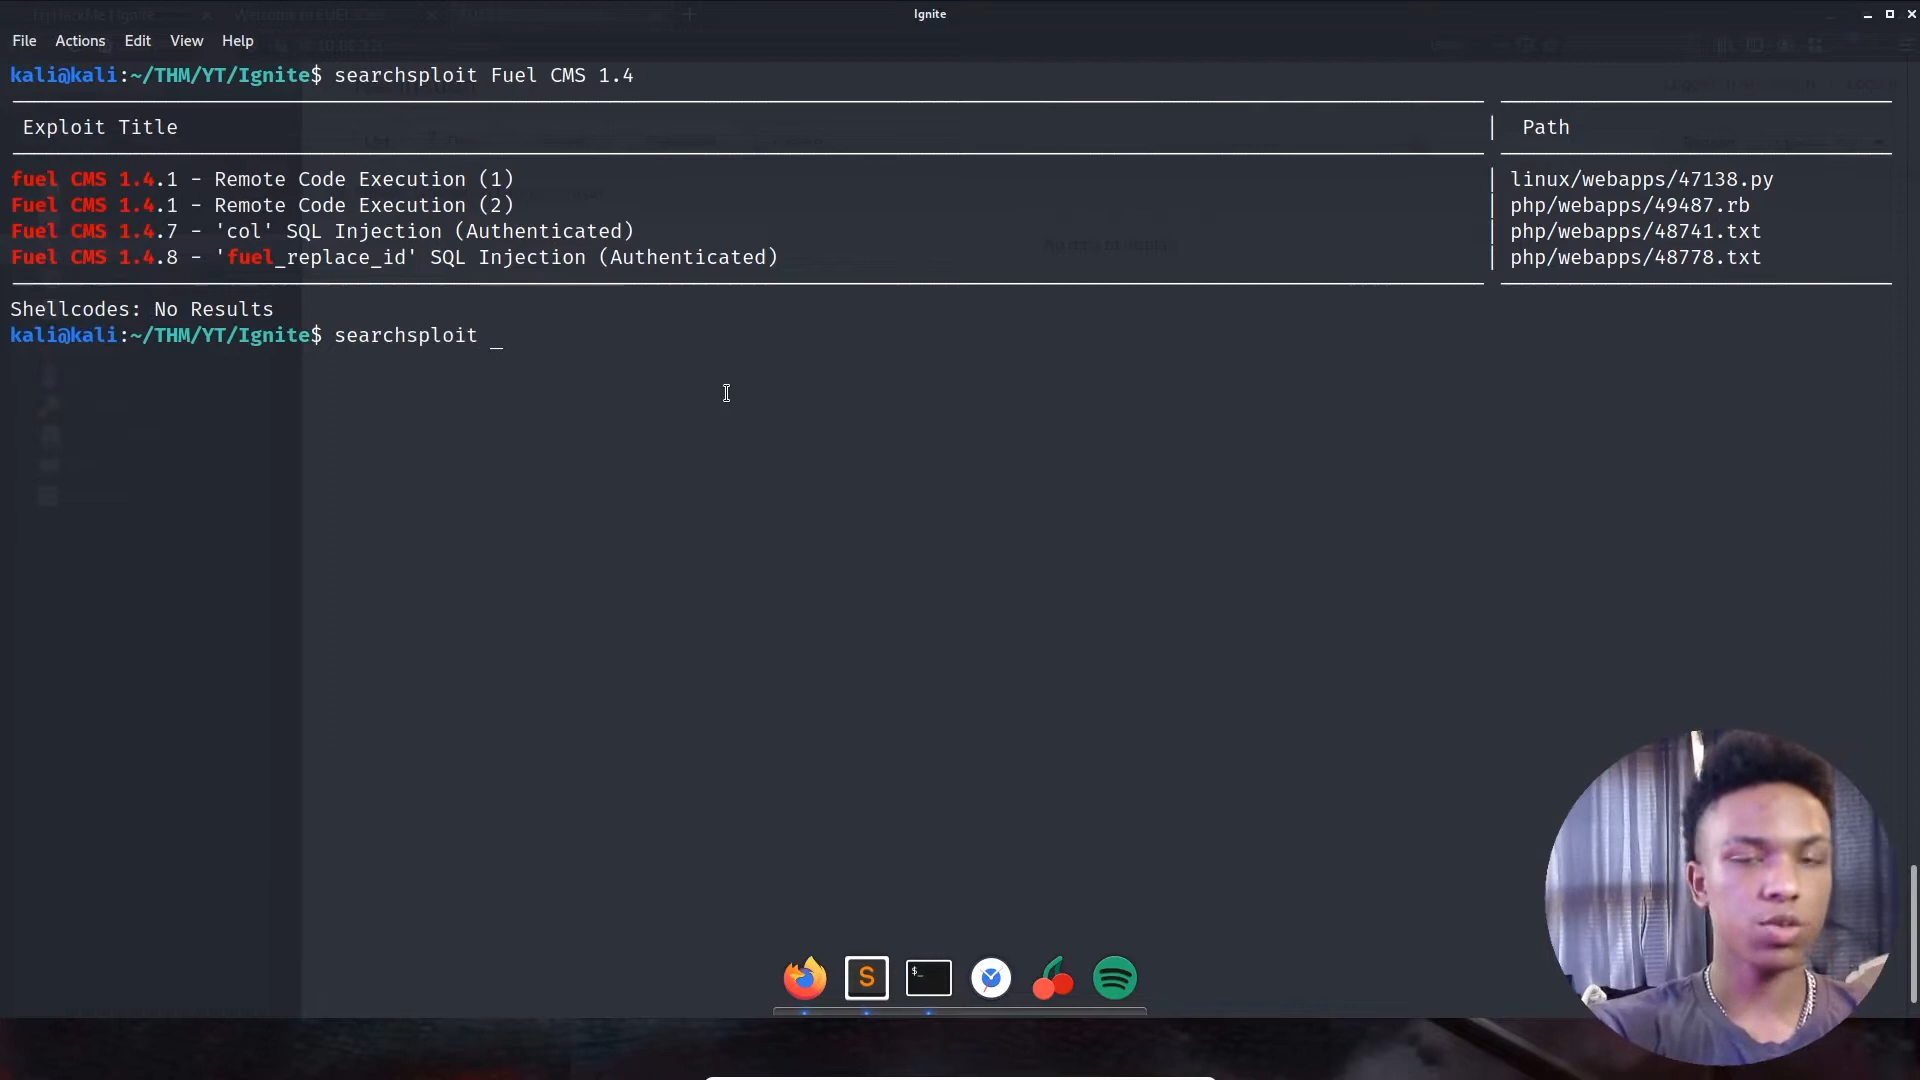 Ignite
File Actions Edit View Help
kali@kali:~/THM/YT/Ignite$ searchsploit Fuel CMS 1.4
Exploit Title | Path
fuel CMS 1.4.1 - Remote Code Execution (1) | linux/webapps/47138.py
Fuel CMS 1.4.1 - Remote Code Execution (2) | php/webapps/49487.rb
Fuel CMS 1.4.7 - 'col' SQL Injection (Authenticated) | php/webapps/48741.txt
Fuel CMS 1.4.8 - 'fuel_replace_id' SQL Injection (Authenticated) | php/webapps/48778.txt
Shellcodes: No Results
kali@kali:~/THM/YT/Ignite$ searchsploit _
S
$_